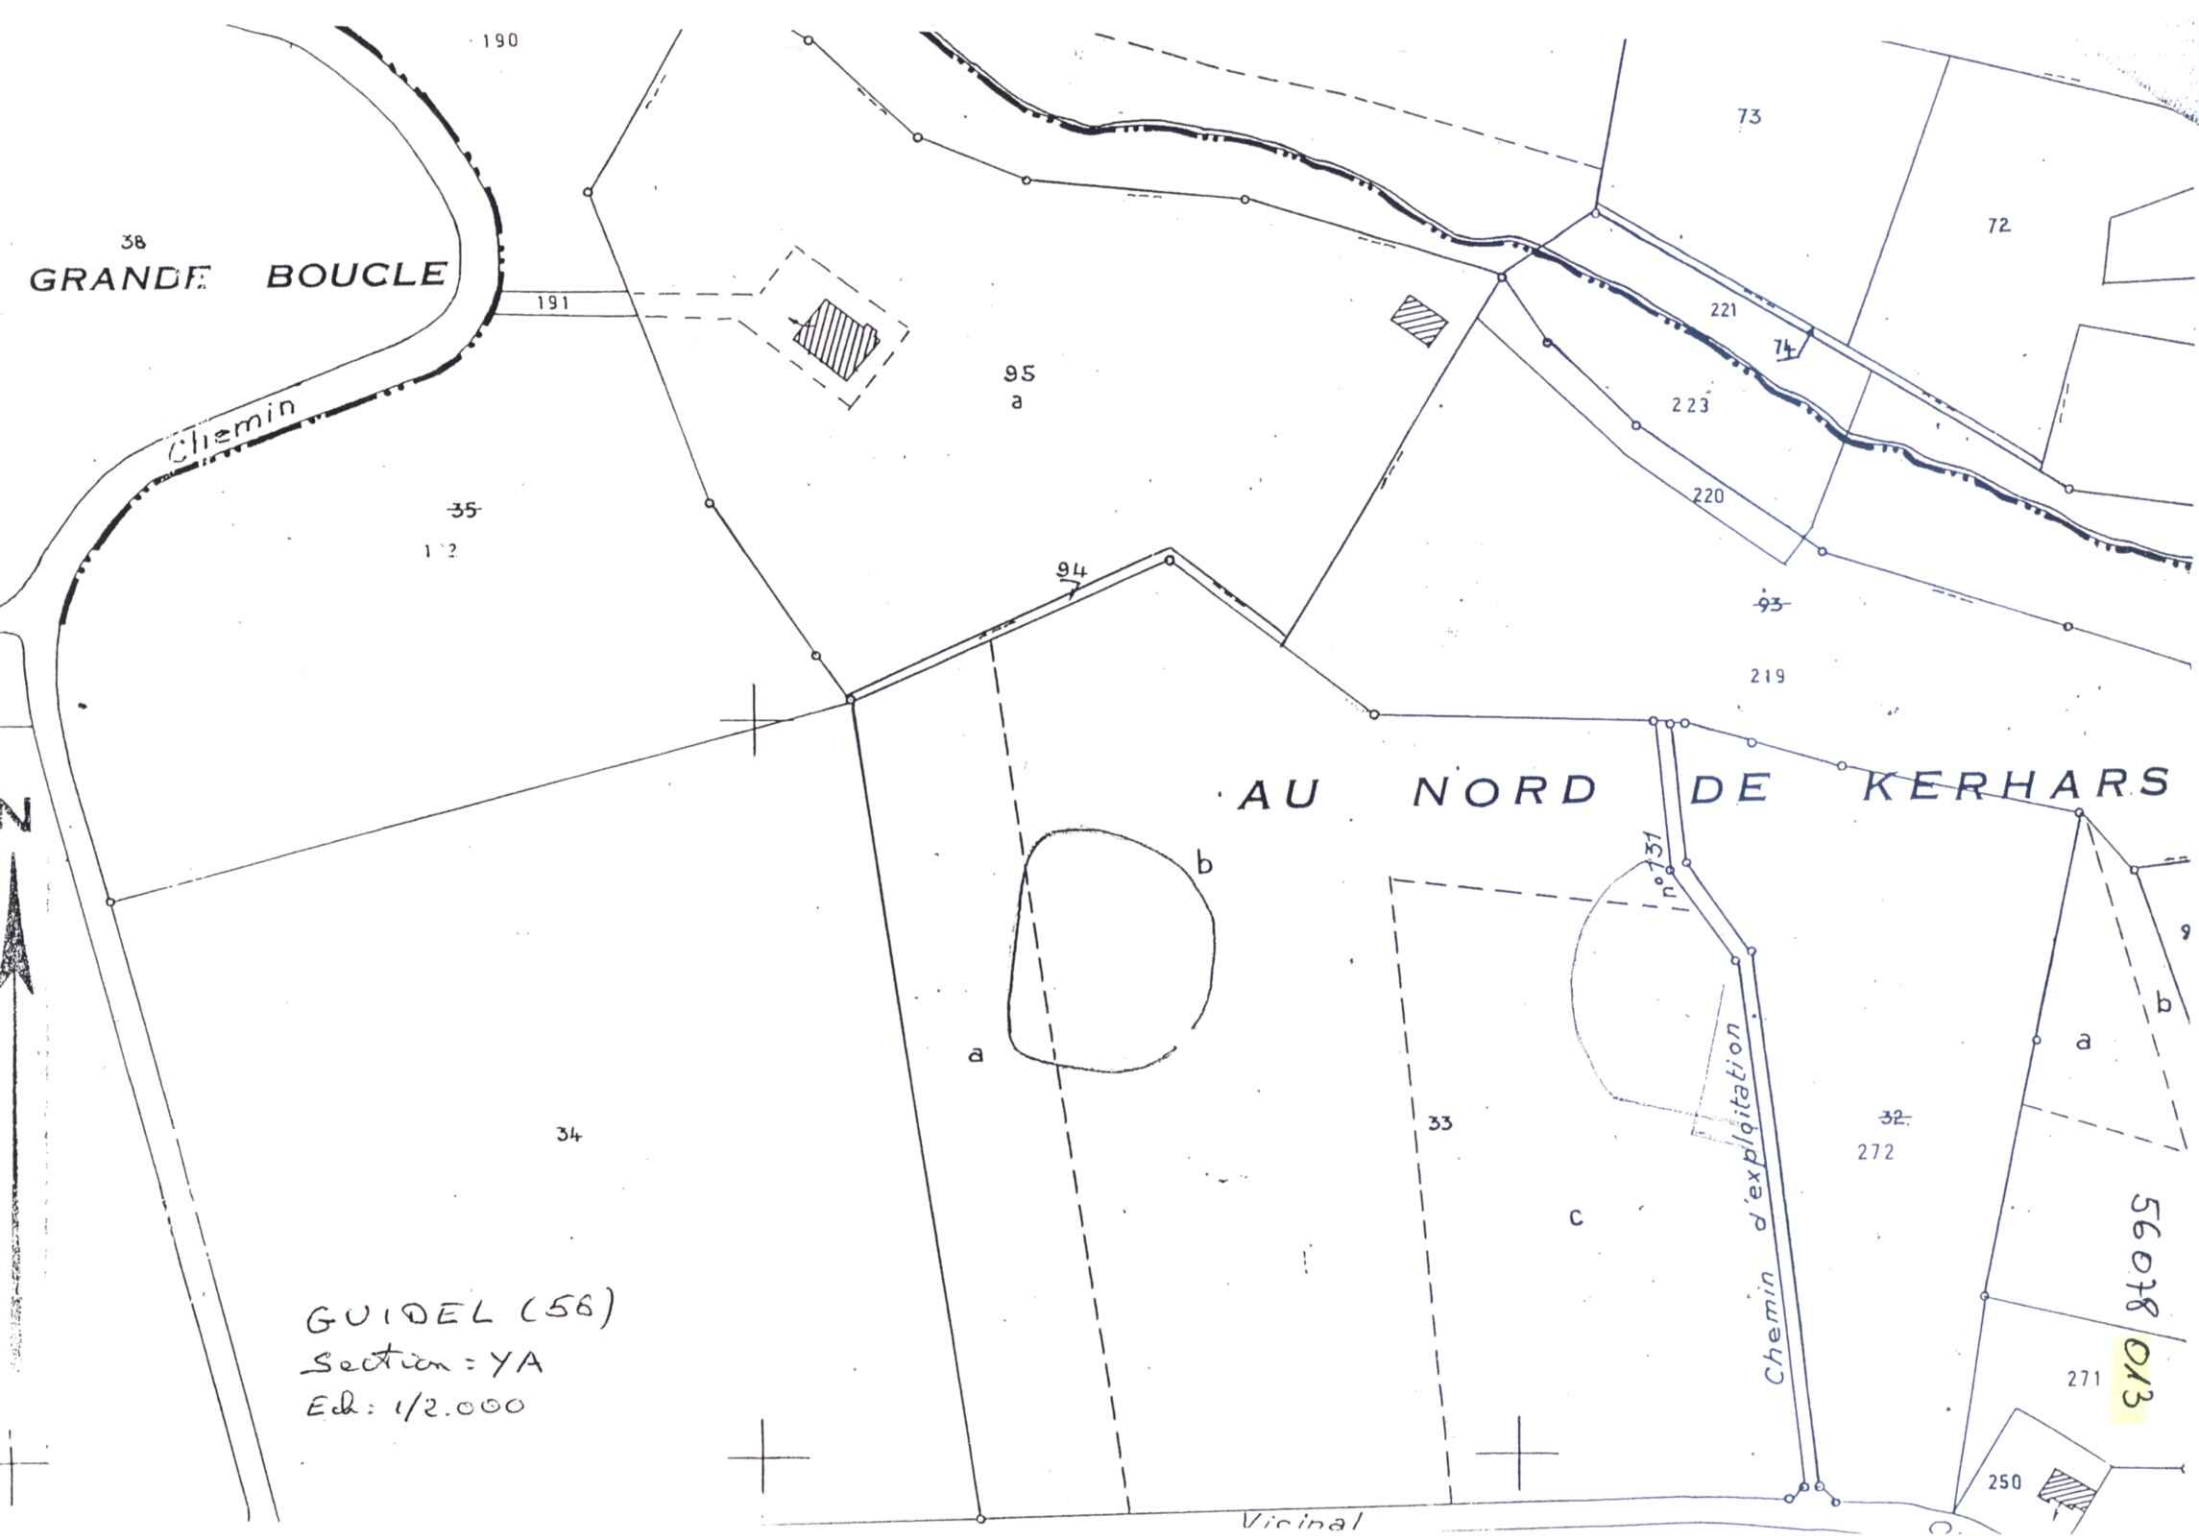 190
73
72
38
GRANDE BOUCLE
191
221
74
95
a
223
Chemin
35
220
94
93
219
N
AU NORD DE KERHARS
n° 131
b
9
b
a
a
34
33
32
272
Chemin d'exploitation
c
56078 013
GUIDEL (56)
Section = YA
Ech: 1/2.000
271
250
Vicinal